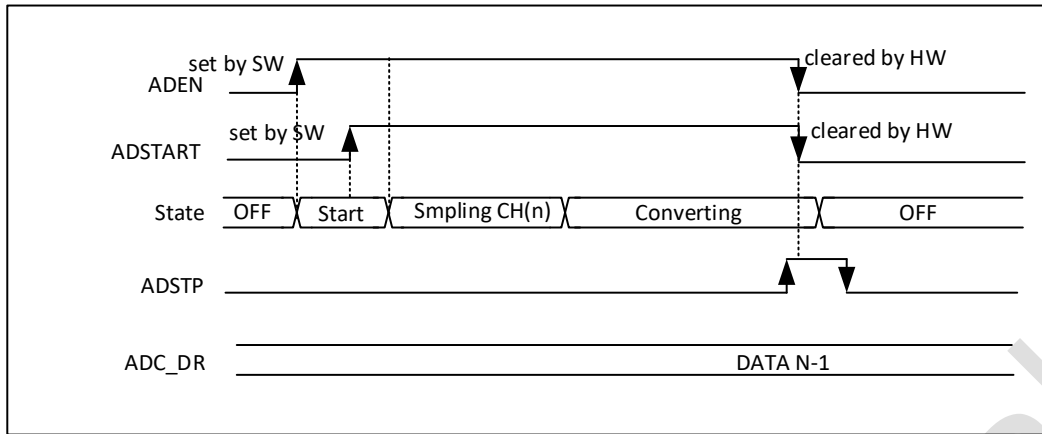 set by SW
cleared by HW
ADEN
set by SW
cleared by HW
ADSTART
State OFF Start Smpling CH(n) Converting OFF
ADSTP
ADC_DR DATA N-1